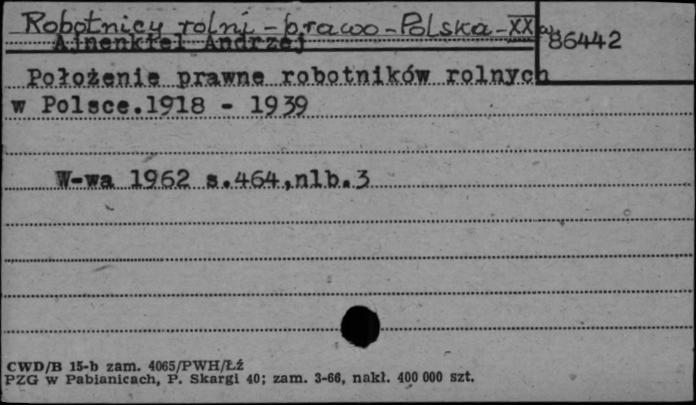 Robotnicy rolni - prawo - Polska - XX w.
86442
Ajnenkiel Andrzej
Położenie prawne robotników rolnych
w Polsce.1918 - 1939
W-wa 1962 s.464,nlb.3
CWD/B 15-b zam. 4065/PWH/Łź
PZG w Pabianicach, P. Skargi 40; zam. 3-66, nakł. 400 000 szt.